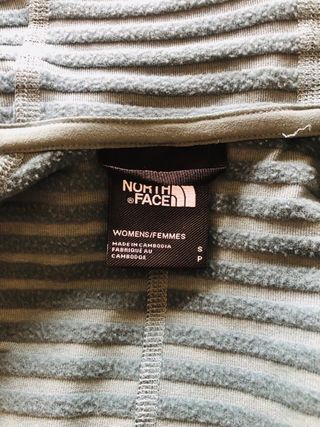 NORTH
FACE
WOMENS/FEMMES
MADE IN CAMBODIA
FABRIQUÉ AU
CAMBODGE
S
P